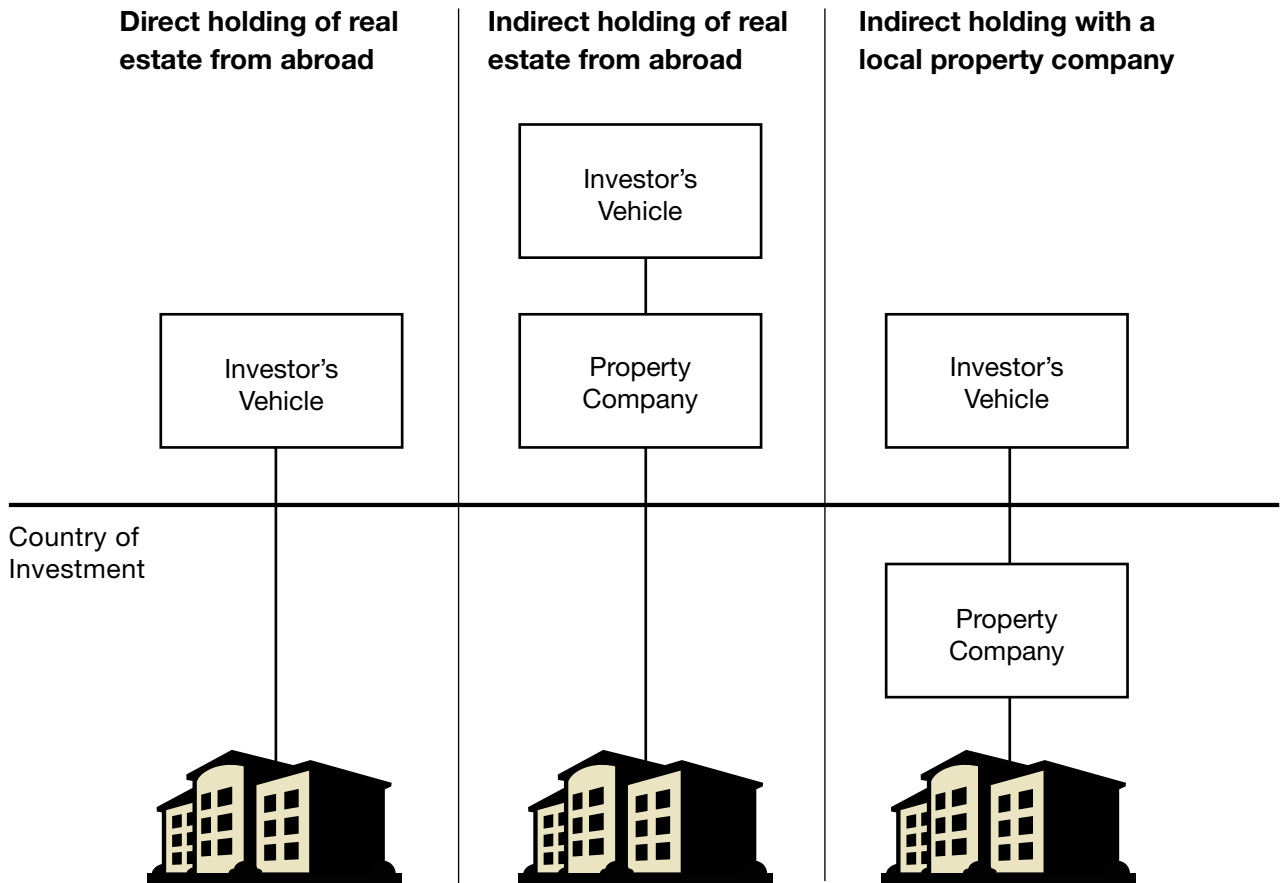 Direct holding of real
estate from abroad
Indirect holding of real
estate from abroad
Indirect holding with a
local property company
Investor’s
Vehicle
Investor’s
Vehicle
Property
Company
Investor’s
Vehicle
Country of
Investment
Property
Company